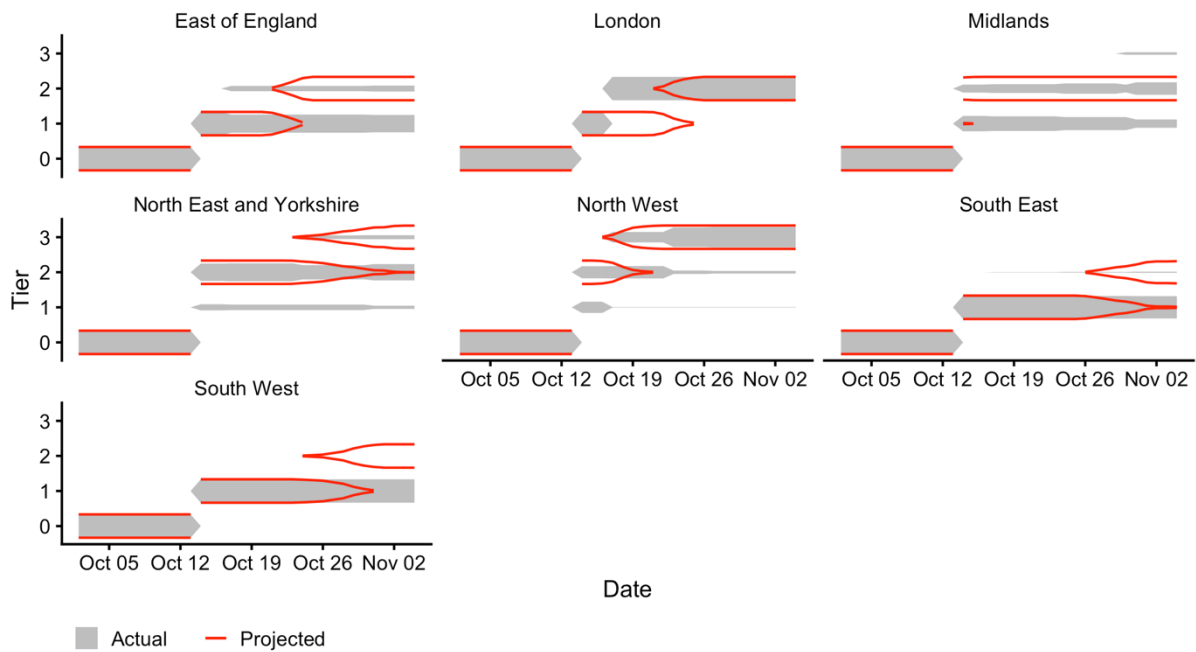 East of England London Midlands
3
2
1
0
North East and Yorkshire North West South East
3
2
1
0
Tier
Oct 05 Oct 12 Oct 19 Oct 26 Nov 02 Oct 05 Oct 12 Oct 19 Oct 26 Nov 02
South West
3
2
1
0
Oct 05 Oct 12 Oct 19 Oct 26 Nov 02
Date
Actual Projected